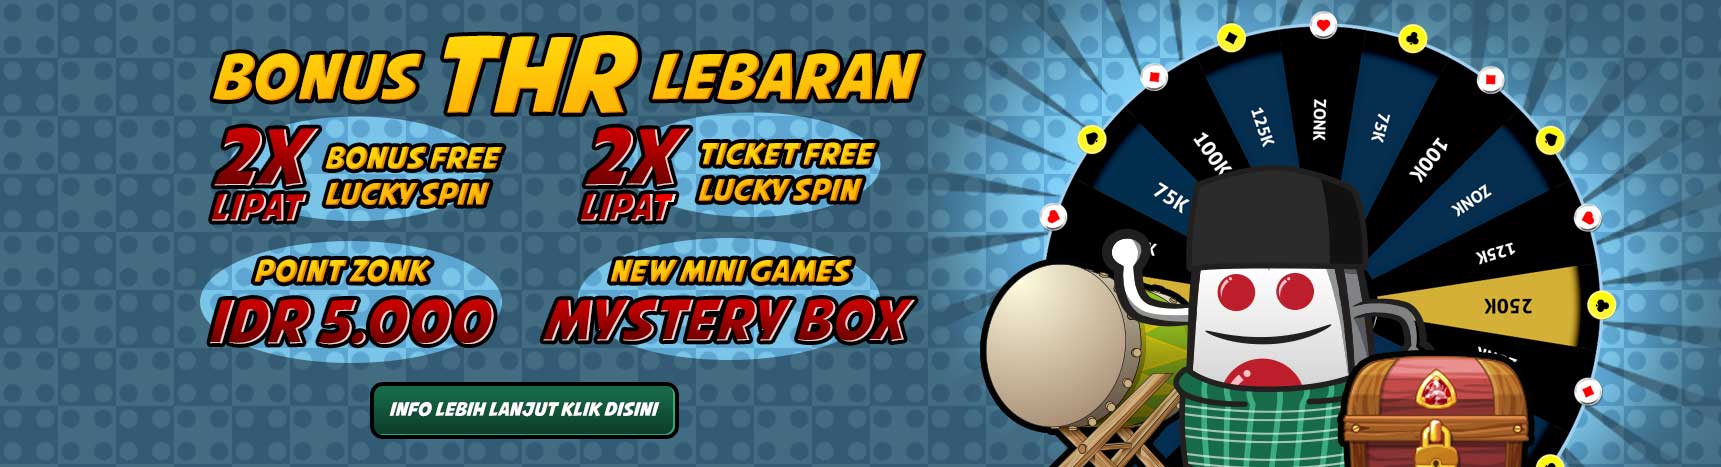 BONUS THR LEBARAN
2X LIPAT
BONUS FREE
LUCKY SPIN
2X LIPAT
TICKET FREE
LUCKY SPIN
POINT ZONK
IDR 5.000
NEW MINI GAMES
MYSTERY BOX
INFO LEBIH LANJUT KLIK DISINI
75K
100K
125K
ZONK
75K
100K
ZONK
125K
250K